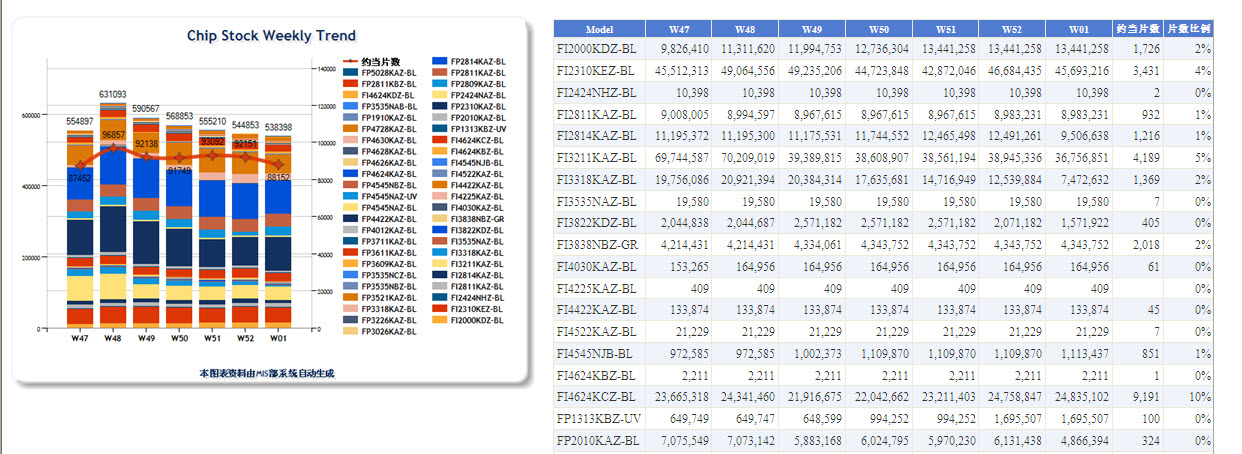 Chip Stock Weekly Trend
600000
400000
200000
0
554897
631093
590567
568853
555210
544853
538398
87452
96857
92138
91749
93092
92151
88152
140000
120000
100000
80000
60000
40000
20000
0
W47 W48 W49 W50 W51 W52 W01
约当片数
FP5028KAZ-BL
FP2811KBZ-BL
FI4624KDZ-BL
FP3535NAB-BL
FP1910KAZ-BL
FP4728KAZ-BL
FP4630KAZ-BL
FP4628KAZ-BL
FP4626KAZ-BL
FP4624KAZ-BL
FP4545NBZ-BL
FP4545NAZ-UV
FP4545NAZ-BL
FP4422KAZ-BL
FP4012KAZ-BL
FP3711KAZ-BL
FP3611KAZ-BL
FP3609KAZ-BL
FP3535NCZ-BL
FP3535NBZ-BL
FP3521KAZ-BL
FP3318KAZ-BL
FP3226KAZ-BL
FP3026KAZ-BL
FP2814KAZ-BL
FP2811KAZ-BL
FP2809KAZ-BL
FP2424NAZ-BL
FP2310KAZ-BL
FP2010KAZ-BL
FP1313KBZ-UV
FI4624KCZ-BL
FI4624KBZ-BL
FI4545NJB-BL
FI4522KAZ-BL
FI4422KAZ-BL
FI4225KAZ-BL
FI4030KAZ-BL
FI3838NBZ-GR
FI3822KDZ-BL
FI3535NAZ-BL
FI3318KAZ-BL
FI3211KAZ-BL
FI2814KAZ-BL
FI2811KAZ-BL
FI2424NHZ-BL
FI2310KEZ-BL
FI2000KDZ-BL
本图表资料由MIS部系统自动生成
Model W47 W48 W49 W50 W51 W52 W01 约当片数 片数比例
FI2000KDZ-BL 9,826,410 11,311,620 11,994,753 12,736,304 13,441,258 13,441,258 13,441,258 1,726 2%
FI2310KEZ-BL 45,512,313 49,064,556 49,235,206 44,723,848 42,872,046 46,684,435 45,693,216 3,431 4%
FI2424NHZ-BL 10,398 10,398 10,398 10,398 10,398 10,398 10,398 2 0%
FI2811KAZ-BL 9,008,005 8,994,597 8,967,615 8,967,615 8,967,615 8,983,231 8,983,231 932 1%
FI2814KAZ-BL 11,195,372 11,195,300 11,175,531 11,744,552 12,465,498 12,491,261 9,506,638 1,216 1%
FI3211KAZ-BL 69,744,587 70,209,019 39,389,815 38,608,907 38,561,194 38,945,336 36,756,851 4,189 5%
FI3318KAZ-BL 19,756,086 20,921,394 20,384,314 17,635,681 14,716,949 12,539,884 7,472,632 1,369 2%
FI3535NAZ-BL 19,580 19,580 19,580 19,580 19,580 19,580 19,580 7 0%
FI3822KDZ-BL 2,044,838 2,044,687 2,571,182 2,571,182 2,571,182 2,071,182 1,571,922 405 0%
FI3838NBZ-GR 4,214,431 4,214,431 4,334,061 4,343,752 4,343,752 4,343,752 4,343,752 2,018 2%
FI4030KAZ-BL 153,265 164,956 164,956 164,956 164,956 164,956 164,956 61 0%
FI4225KAZ-BL 409 409 409 409 409 409 409 0%
FI4422KAZ-BL 133,874 133,874 133,874 133,874 133,874 133,874 133,874 45 0%
FI4522KAZ-BL 21,229 21,229 21,229 21,229 21,229 21,229 21,229 7 0%
FI4545NJB-BL 972,585 972,585 1,002,373 1,109,870 1,109,870 1,109,870 1,113,437 851 1%
FI4624KBZ-BL 2,211 2,211 2,211 2,211 2,211 2,211 2,211 1 0%
FI4624KCZ-BL 23,665,318 24,341,460 21,916,675 22,042,662 23,211,403 24,758,847 24,835,102 9,191 10%
FP1313KBZ-UV 649,749 649,747 648,599 994,252 994,252 1,695,507 1,695,507 100 0%
FP2010KAZ-BL 7,075,549 7,073,142 5,883,168 6,024,795 5,970,230 6,131,438 4,866,394 324 0%